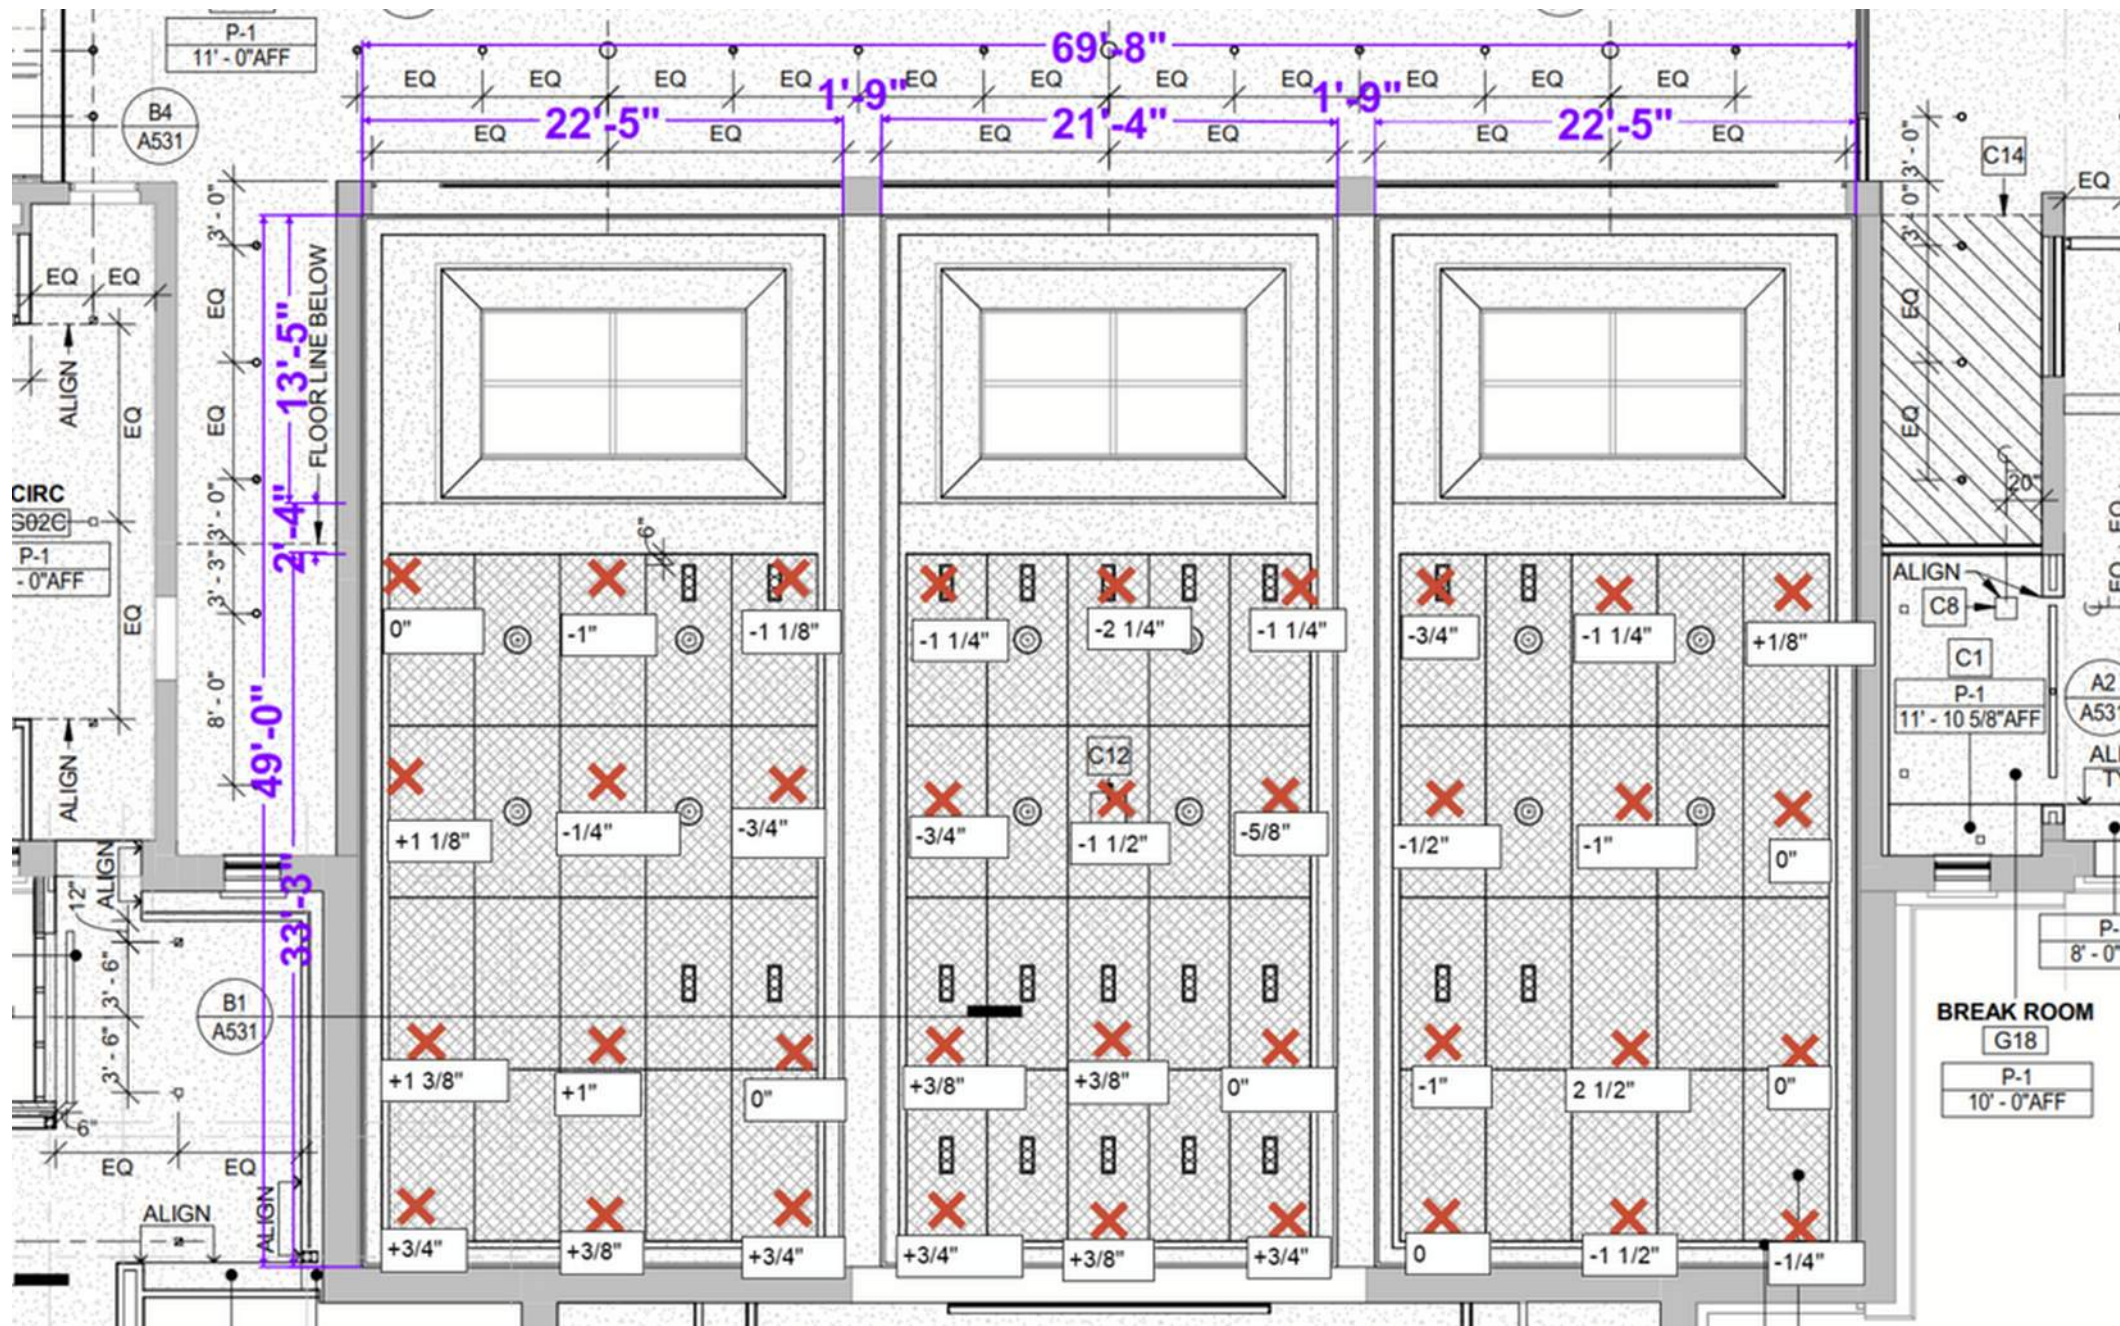 P-1
11' - 0"AFF
69'-8"
EQ
EQ
EQ
EQ
EQ
EQ
EQ
EQ
EQ
EQ
EQ
1'-9"
1'-9"
B4
A531
22'-5"
21'-4"
22'-5"
EQ
EQ
EQ
EQ
EQ
EQ
3' - 0"
C14
EQ
3' - 0"
3' - 0"
EQ
EQ
EQ
EQ
13'-5"
FLOOR LINE BELOW
EQ
ALIGN
EQ
EQ
EQ
CIRC
G02C
P-1
- 0"AFF
3' - 0"
2'-4"
3' - 3"
20"
EQ
EQ
6"
ALIGN
C8
C1
P-1
11' - 10 5/8"AFF
A2
0"
-1"
-1 1/8"
-1 1/4"
-2 1/4"
-1 1/4"
-3/4"
-1 1/4"
+1/8"
EQ
8' - 0"
49'-0"
ALIGN
C12
+1 1/8"
-1/4"
-3/4"
-3/4"
-1 1/2"
-5/8"
-1/2"
-1"
0"
ALIGN
12"
33'-3"
P-
8' - 0"
3' - 6"
B1
A531
3' - 6"
BREAK ROOM
G18
P-1
10' - 0"AFF
+1 3/8"
+1"
0"
+3/8"
+3/8"
0"
-1"
2 1/2"
0"
6"
EQ
EQ
ALIGN
ALIGN
+3/4"
+3/8"
+3/4"
+3/4"
+3/8"
+3/4"
0
-1 1/2"
-1/4"